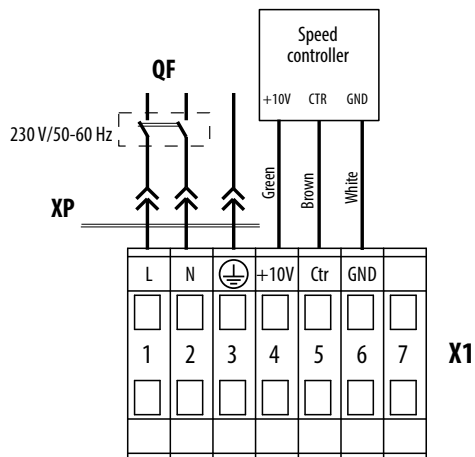 Speed
controller
QF
+10V CTR GND
230 V/50-60 Hz
Green
Brown
White
XP
L N +10V Ctr GND
1 2 3 4 5 6 7
X1